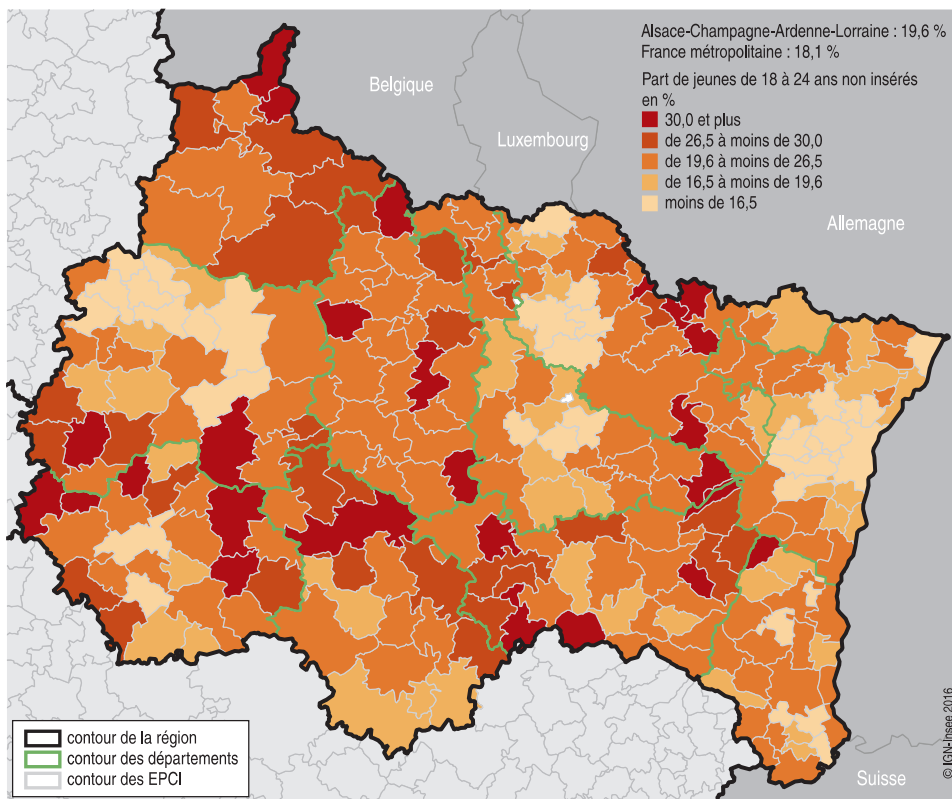 Alsace-Champagne-Ardenne-Lorraine : 19,6 %
France métropolitaine : 18,1 %
Part de jeunes de 18 à 24 ans non insérés
en %
30,0 et plus
de 26,5 à moins de 30,0
de 19,6 à moins de 26,5
de 16,5 à moins de 19,6
moins de 16,5
Belgique
Luxembourg
Allemagne
Suisse
contour de la région
contour des départements
contour des EPCI
© IGN-Insee 2016